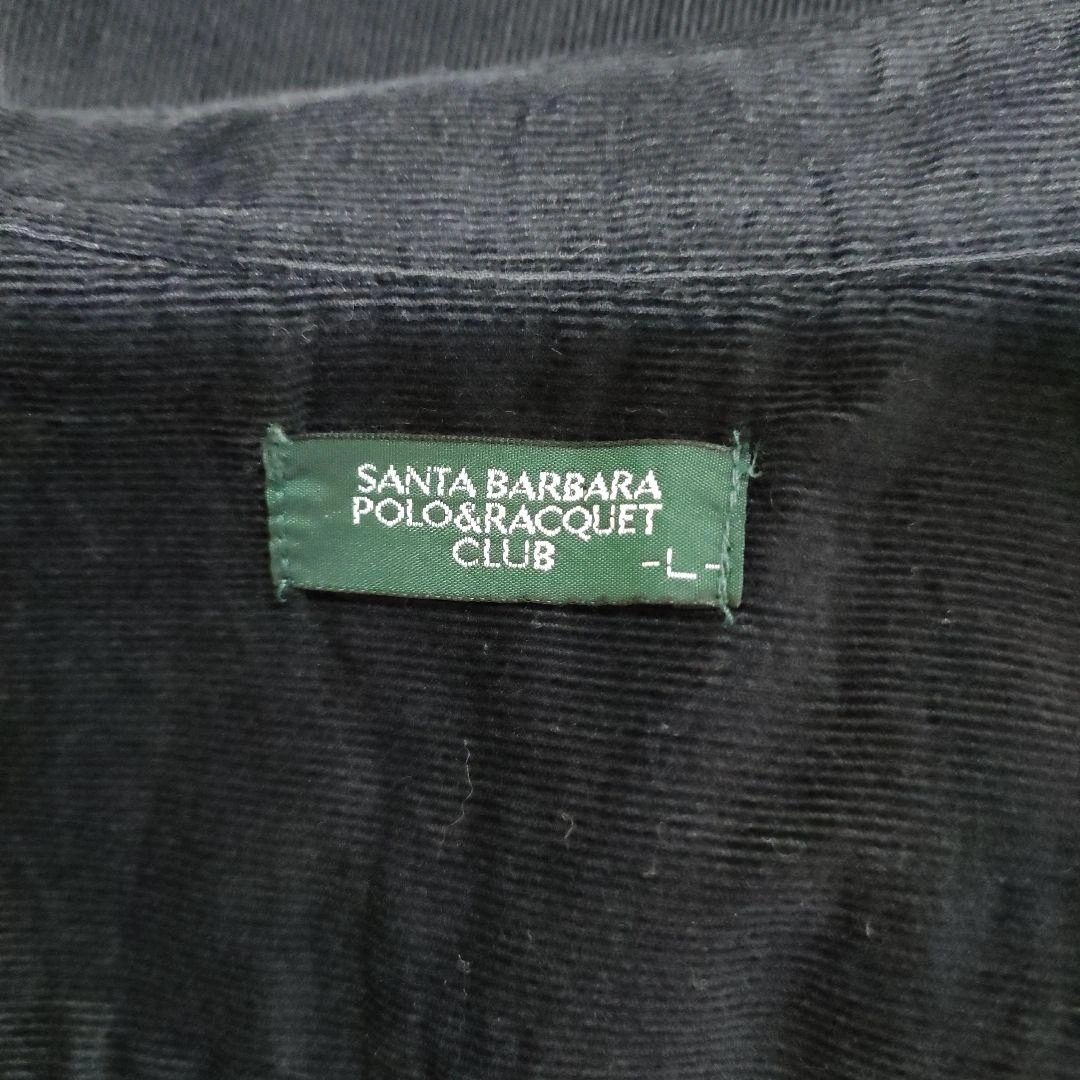 SANTA BARBARA
POLO&RACQUET
CLUB
-L-